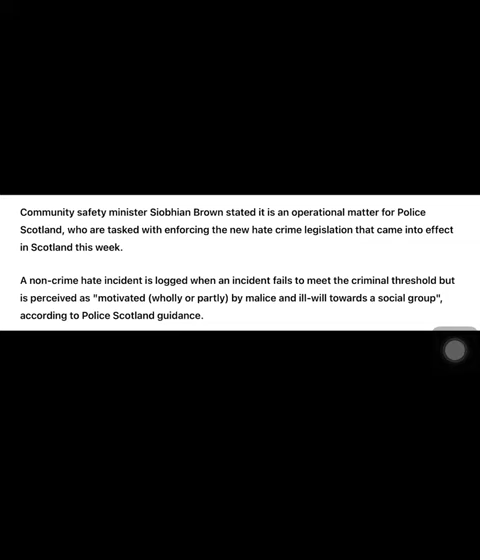 Community safety minister Siobhian Brown stated it is an operational matter for Police
Scotland, who are tasked with enforcing the new hate crime legislation that came into effect
in Scotland this week.
A non-crime hate incident is logged when an incident fails to meet the criminal threshold but
is perceived as "motivated (wholly or partly) by malice and ill-will towards a social group",
according to Police Scotland guidance.